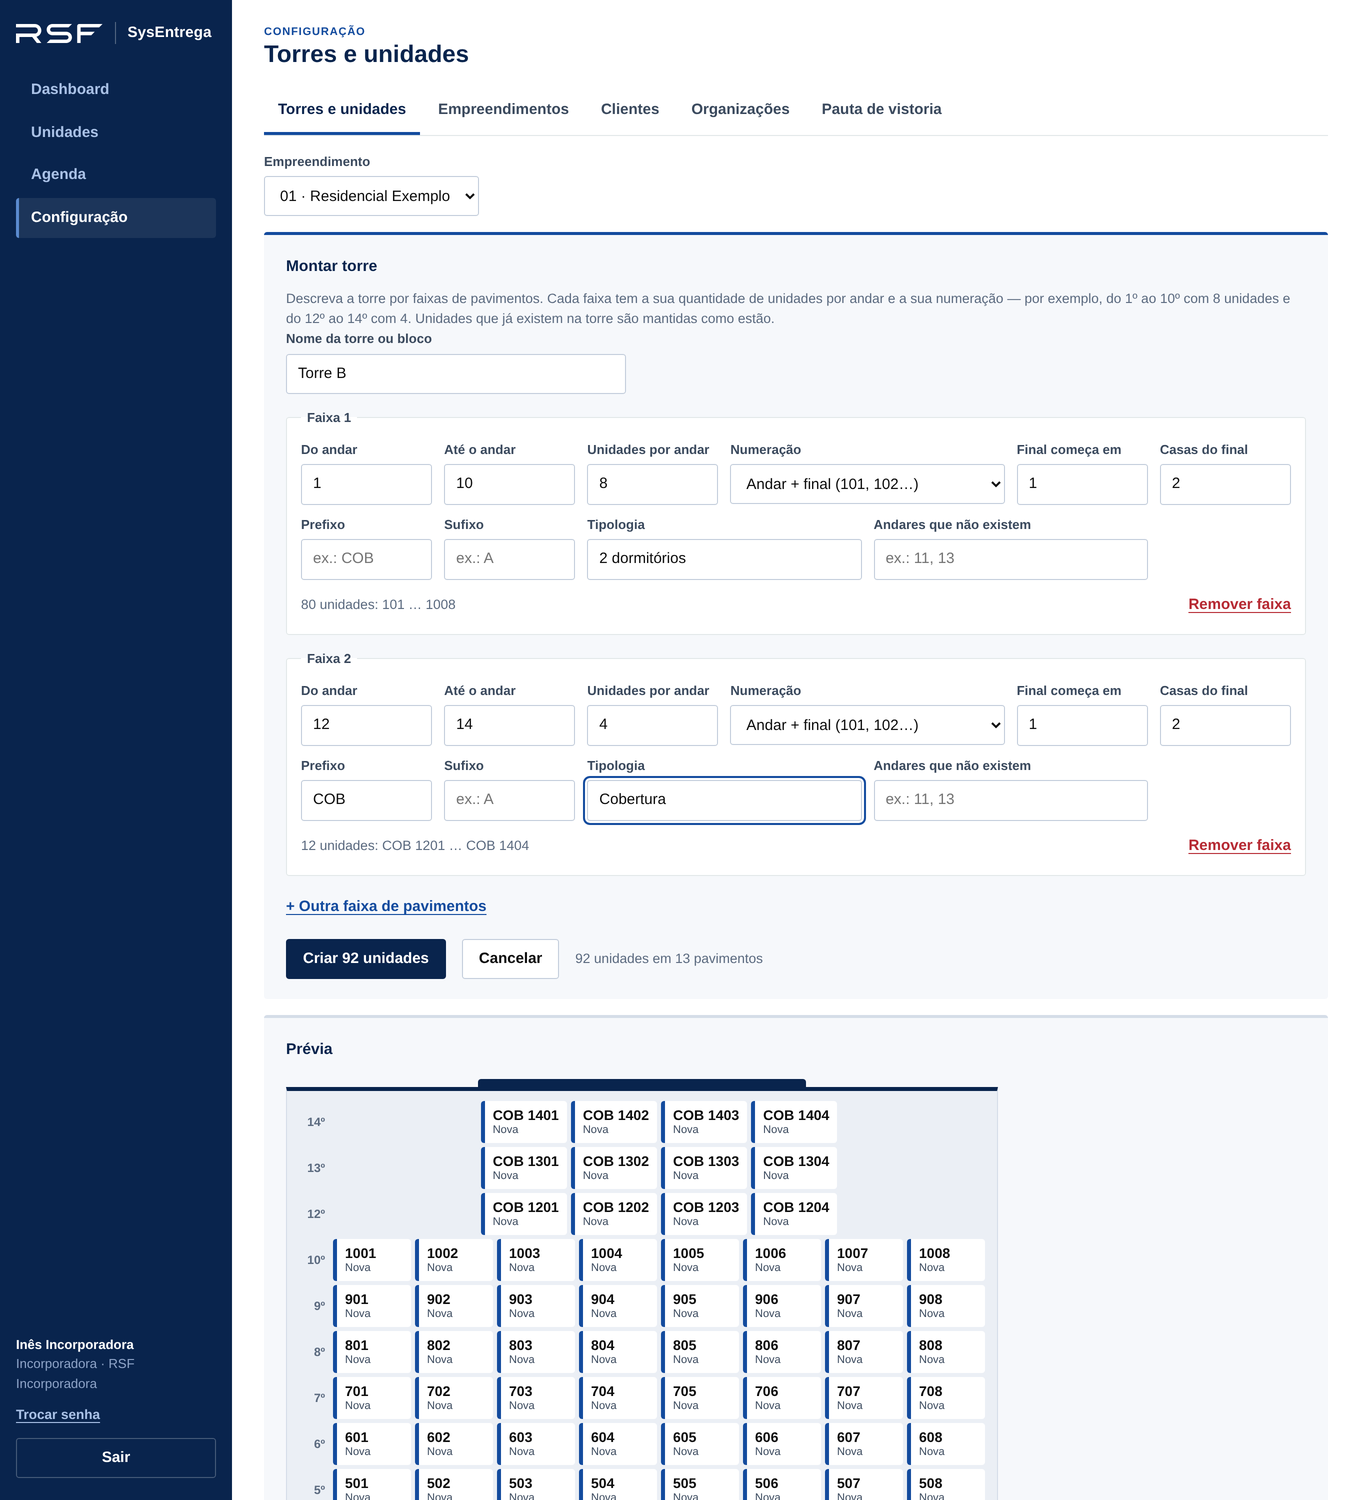 RSF SysEntrega
Dashboard
Unidades
Agenda
Configuração
CONFIGURAÇÃO
Torres e unidades
Torres e unidades Empreendimentos Clientes Organizações Pauta de vistoria
Empreendimento
01 · Residencial Exemplo
Montar torre
Descreva a torre por faixas de pavimentos. Cada faixa tem a sua quantidade de unidades por andar e a sua numeração — por exemplo, do 1º ao 10º com 8 unidades e
do 12º ao 14º com 4. Unidades que já existem na torre são mantidas como estão.
Nome da torre ou bloco
Torre B
Faixa 1
Do andar Até o andar Unidades por andar Numeração Final começa em Casas do final
1 10 8 Andar + final (101, 102…) 1 2
Prefixo Sufixo Tipologia Andares que não existem
ex.: COB ex.: A 2 dormitórios ex.: 11, 13
80 unidades: 101 … 1008 Remover faixa
Faixa 2
Do andar Até o andar Unidades por andar Numeração Final começa em Casas do final
12 14 4 Andar + final (101, 102…) 1 2
Prefixo Sufixo Tipologia Andares que não existem
COB ex.: A Cobertura ex.: 11, 13
12 unidades: COB 1201 … COB 1404 Remover faixa
+ Outra faixa de pavimentos
Criar 92 unidades Cancelar 92 unidades em 13 pavimentos
Prévia
14º COB 1401 COB 1402 COB 1403 COB 1404
Nova Nova Nova Nova
13º COB 1301 COB 1302 COB 1303 COB 1304
Nova Nova Nova Nova
12º COB 1201 COB 1202 COB 1203 COB 1204
Nova Nova Nova Nova
10º 1001 1002 1003 1004 1005 1006 1007 1008
Nova Nova Nova Nova Nova Nova Nova Nova
9º 901 902 903 904 905 906 907 908
Nova Nova Nova Nova Nova Nova Nova Nova
8º 801 802 803 804 805 806 807 808
Nova Nova Nova Nova Nova Nova Nova Nova
7º 701 702 703 704 705 706 707 708
Nova Nova Nova Nova Nova Nova Nova Nova
6º 601 602 603 604 605 606 607 608
Nova Nova Nova Nova Nova Nova Nova Nova
5º 501 502 503 504 505 506 507 508
Nova Nova Nova Nova Nova Nova Nova Nova
Inês Incorporadora
Incorporadora · RSF
Incorporadora
Trocar senha
Sair